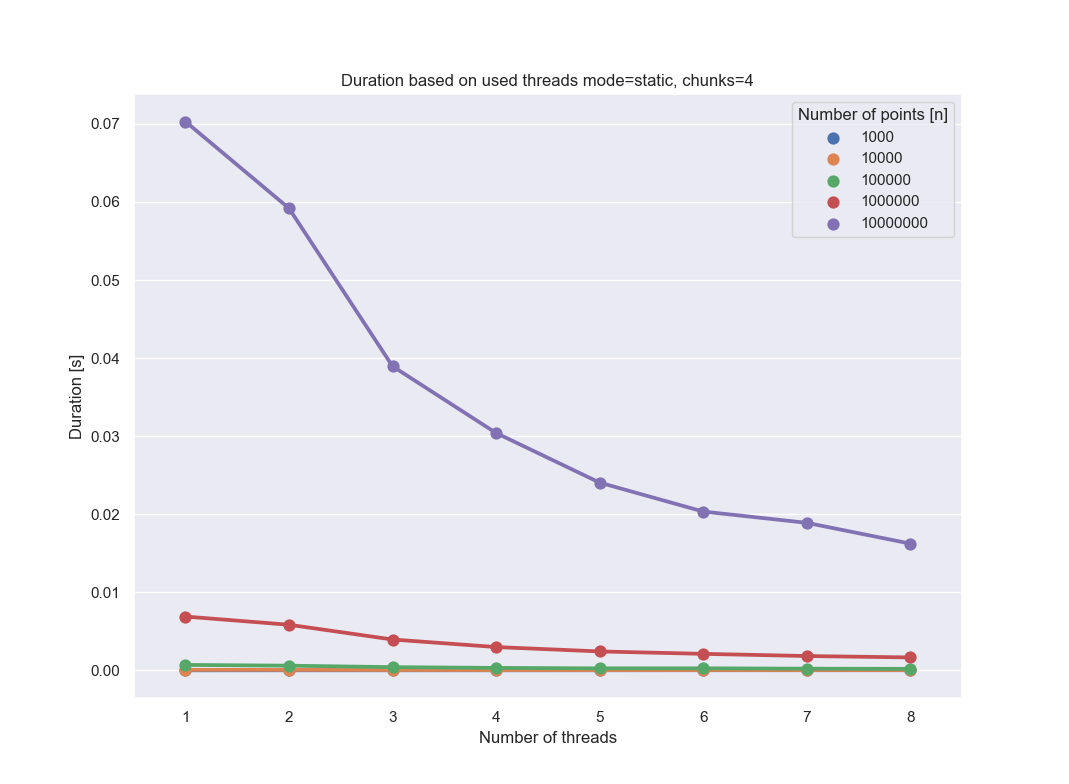 Duration based on used threads mode=static, chunks=4
Number of points [n]
1000
10000
100000
1000000
10000000
Duration [s]
0.07
0.06
0.05
0.04
0.03
0.02
0.01
0.00
1 2 3 4 5 6 7 8
Number of threads